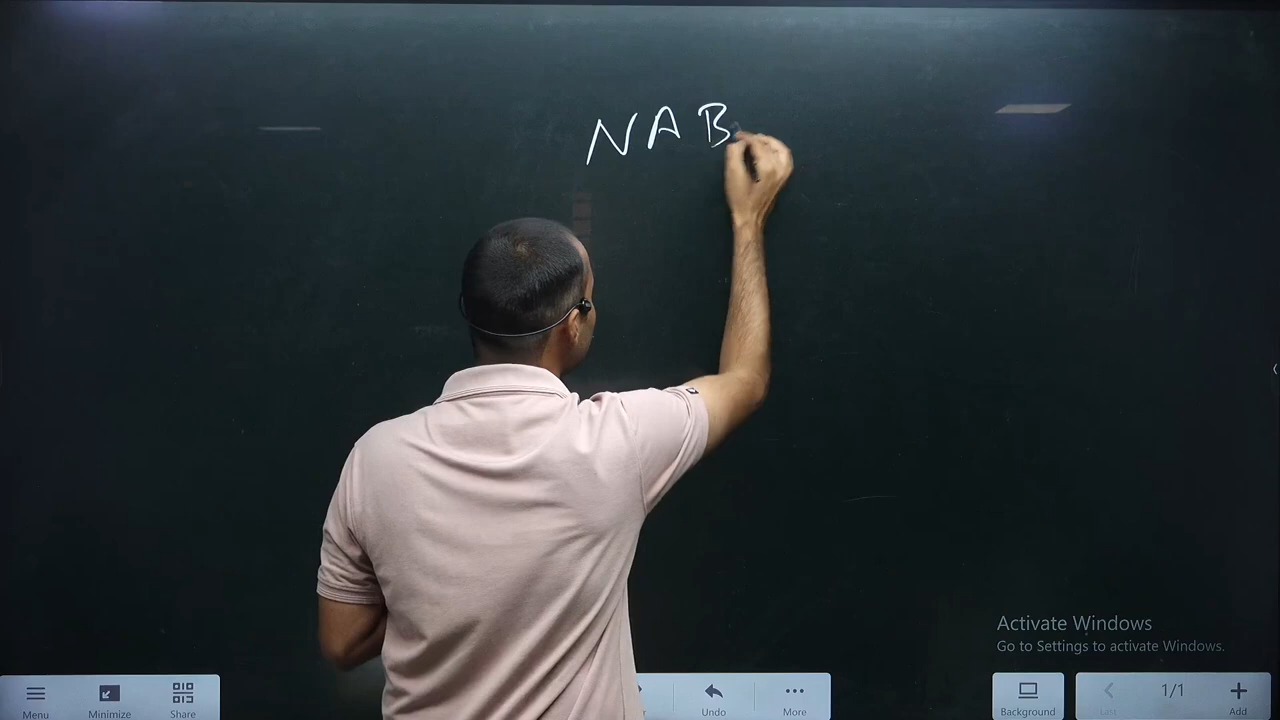 NAB
Activate Windows
Go to Settings to activate Windows.
Menu
Minimize
Share
Undo
More
Background
1/1
Add